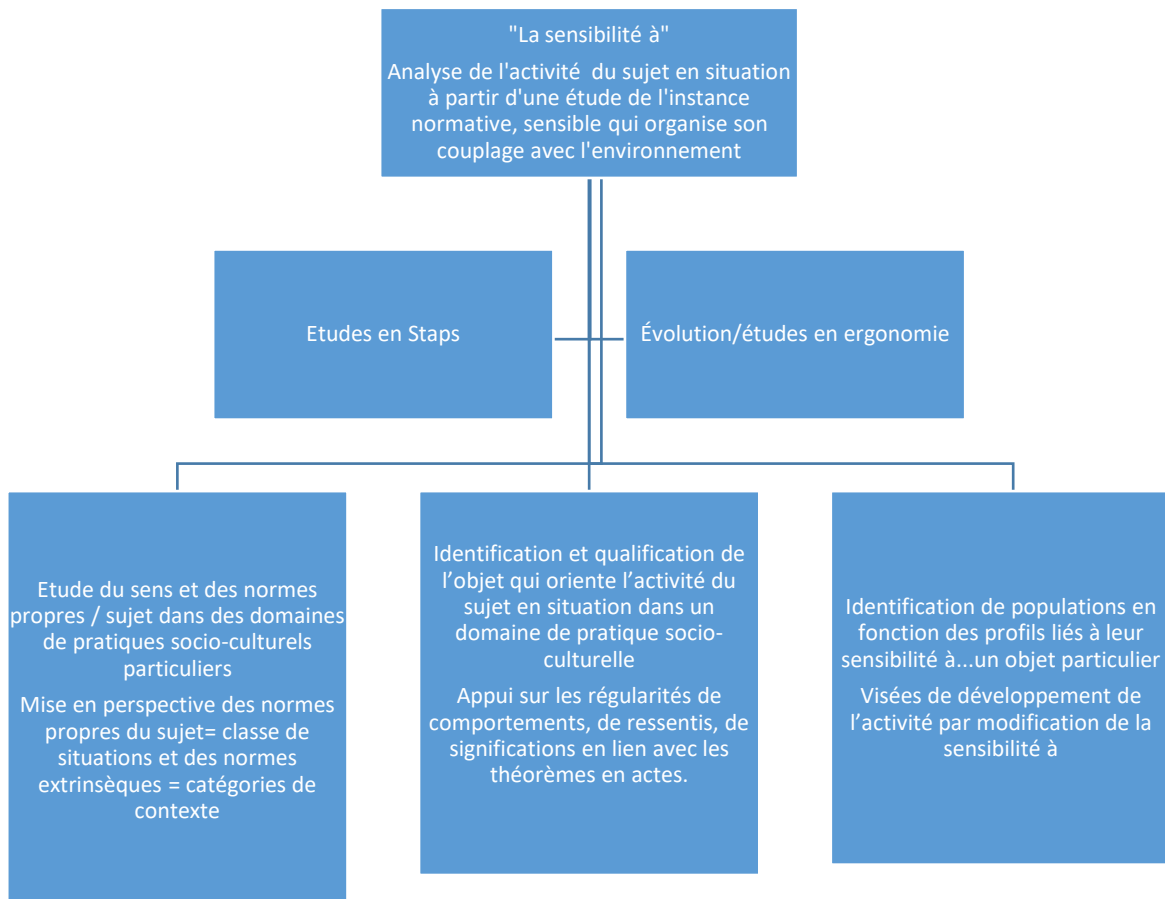 "La sensibilité à"
Analyse de l'activité  du sujet en situation
à partir d'une étude de l'instance
normative, sensible qui organise son
couplage avec l'environnement
Etudes en Staps
Évolution/études en ergonomie
Etude du sens et des normes
propres / sujet dans des domaines
de pratiques socio-culturels
particuliers
Mise en perspective des normes
propres du sujet= classe de
situations et des normes
extrinsèques = catégories de
contexte
Identification et qualification de
l’objet qui oriente l’activité du
sujet en situation dans un
domaine de pratique socio-
culturelle
Appui sur les régularités de
comportements, de ressentis, de
significations en lien avec les
théorèmes en actes.
Identification de populations en
fonction des profils liés à leur
sensibilité à...un objet particulier
Visées de développement de
l’activité par modification de la
sensibilité à